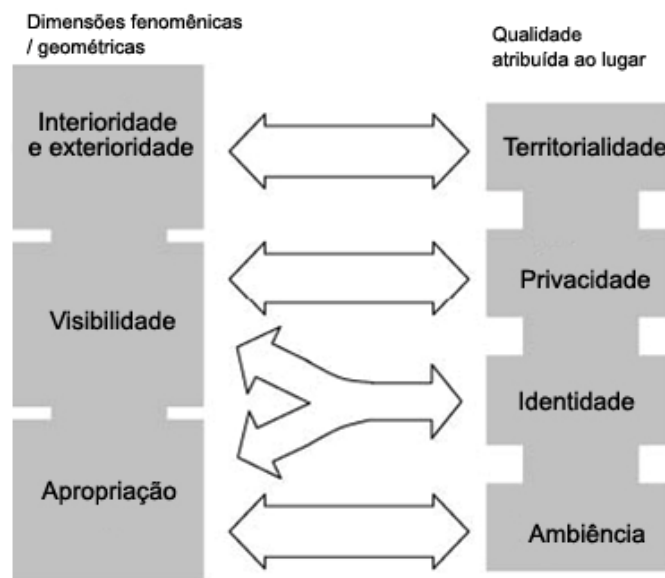 Dimensões fenomênicas
/ geométricas
Qualidade
atribuída ao lugar
Interioridade
e exterioridade
Territorialidade
Visibilidade
Privacidade
Identidade
Apropriação
Ambiência